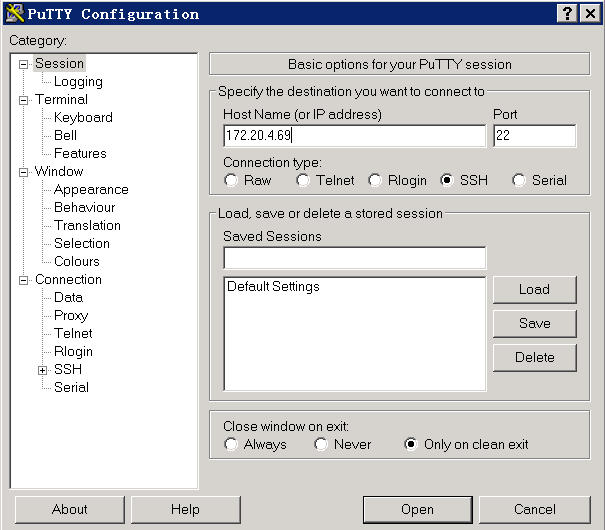 PuTTY Configuration
Category:
Session
Logging
Terminal
Keyboard
Bell
Features
Window
Appearance
Behaviour
Translation
Selection
Colours
Connection
Data
Proxy
Telnet
Rlogin
SSH
Serial
Basic options for your PuTTY session
Specify the destination you want to connect to
Host Name (or IP address) Port
172.20.4.69 22
Connection type:
Raw Telnet Rlogin SSH Serial
Load, save or delete a stored session
Saved Sessions
Default Settings
Load
Save
Delete
Close window on exit:
Always Never Only on clean exit
About Help Open Cancel